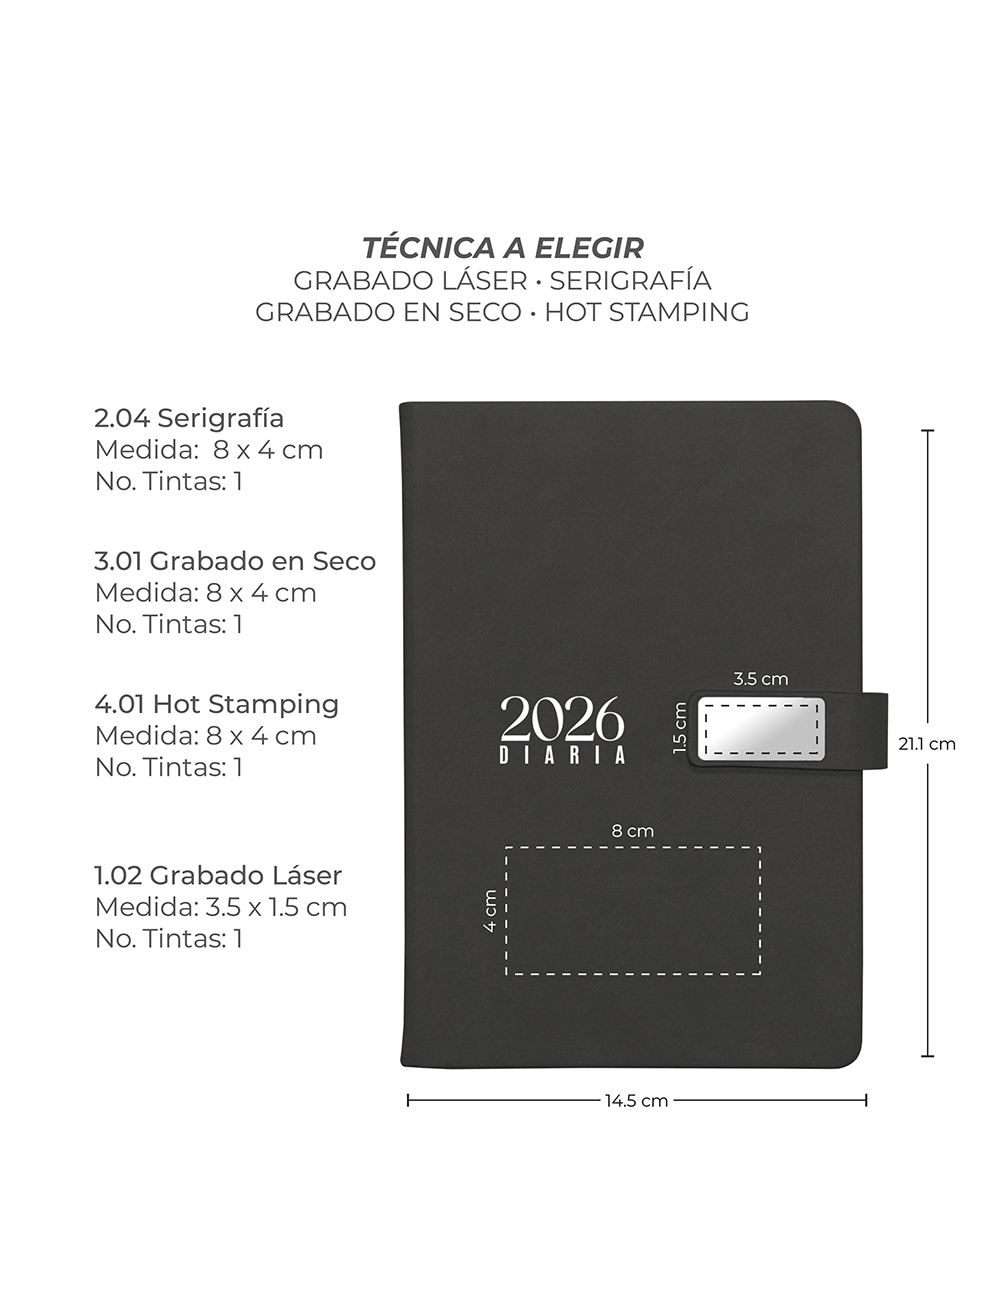 TÉCNICA A ELEGIR
GRABADO LÁSER • SERIGRAFÍA
GRABADO EN SECO • HOT STAMPING
2.04 Serigrafía
Medida:  8 x 4 cm
No. Tintas: 1
3.01 Grabado en Seco
Medida: 8 x 4 cm
No. Tintas: 1
4.01 Hot Stamping
Medida: 8 x 4 cm
No. Tintas: 1
1.02 Grabado Láser
Medida: 3.5 x 1.5 cm
No. Tintas: 1
3.5 cm
1.5 cm
2026
DIARIA
21.1 cm
8 cm
4 cm
14.5 cm